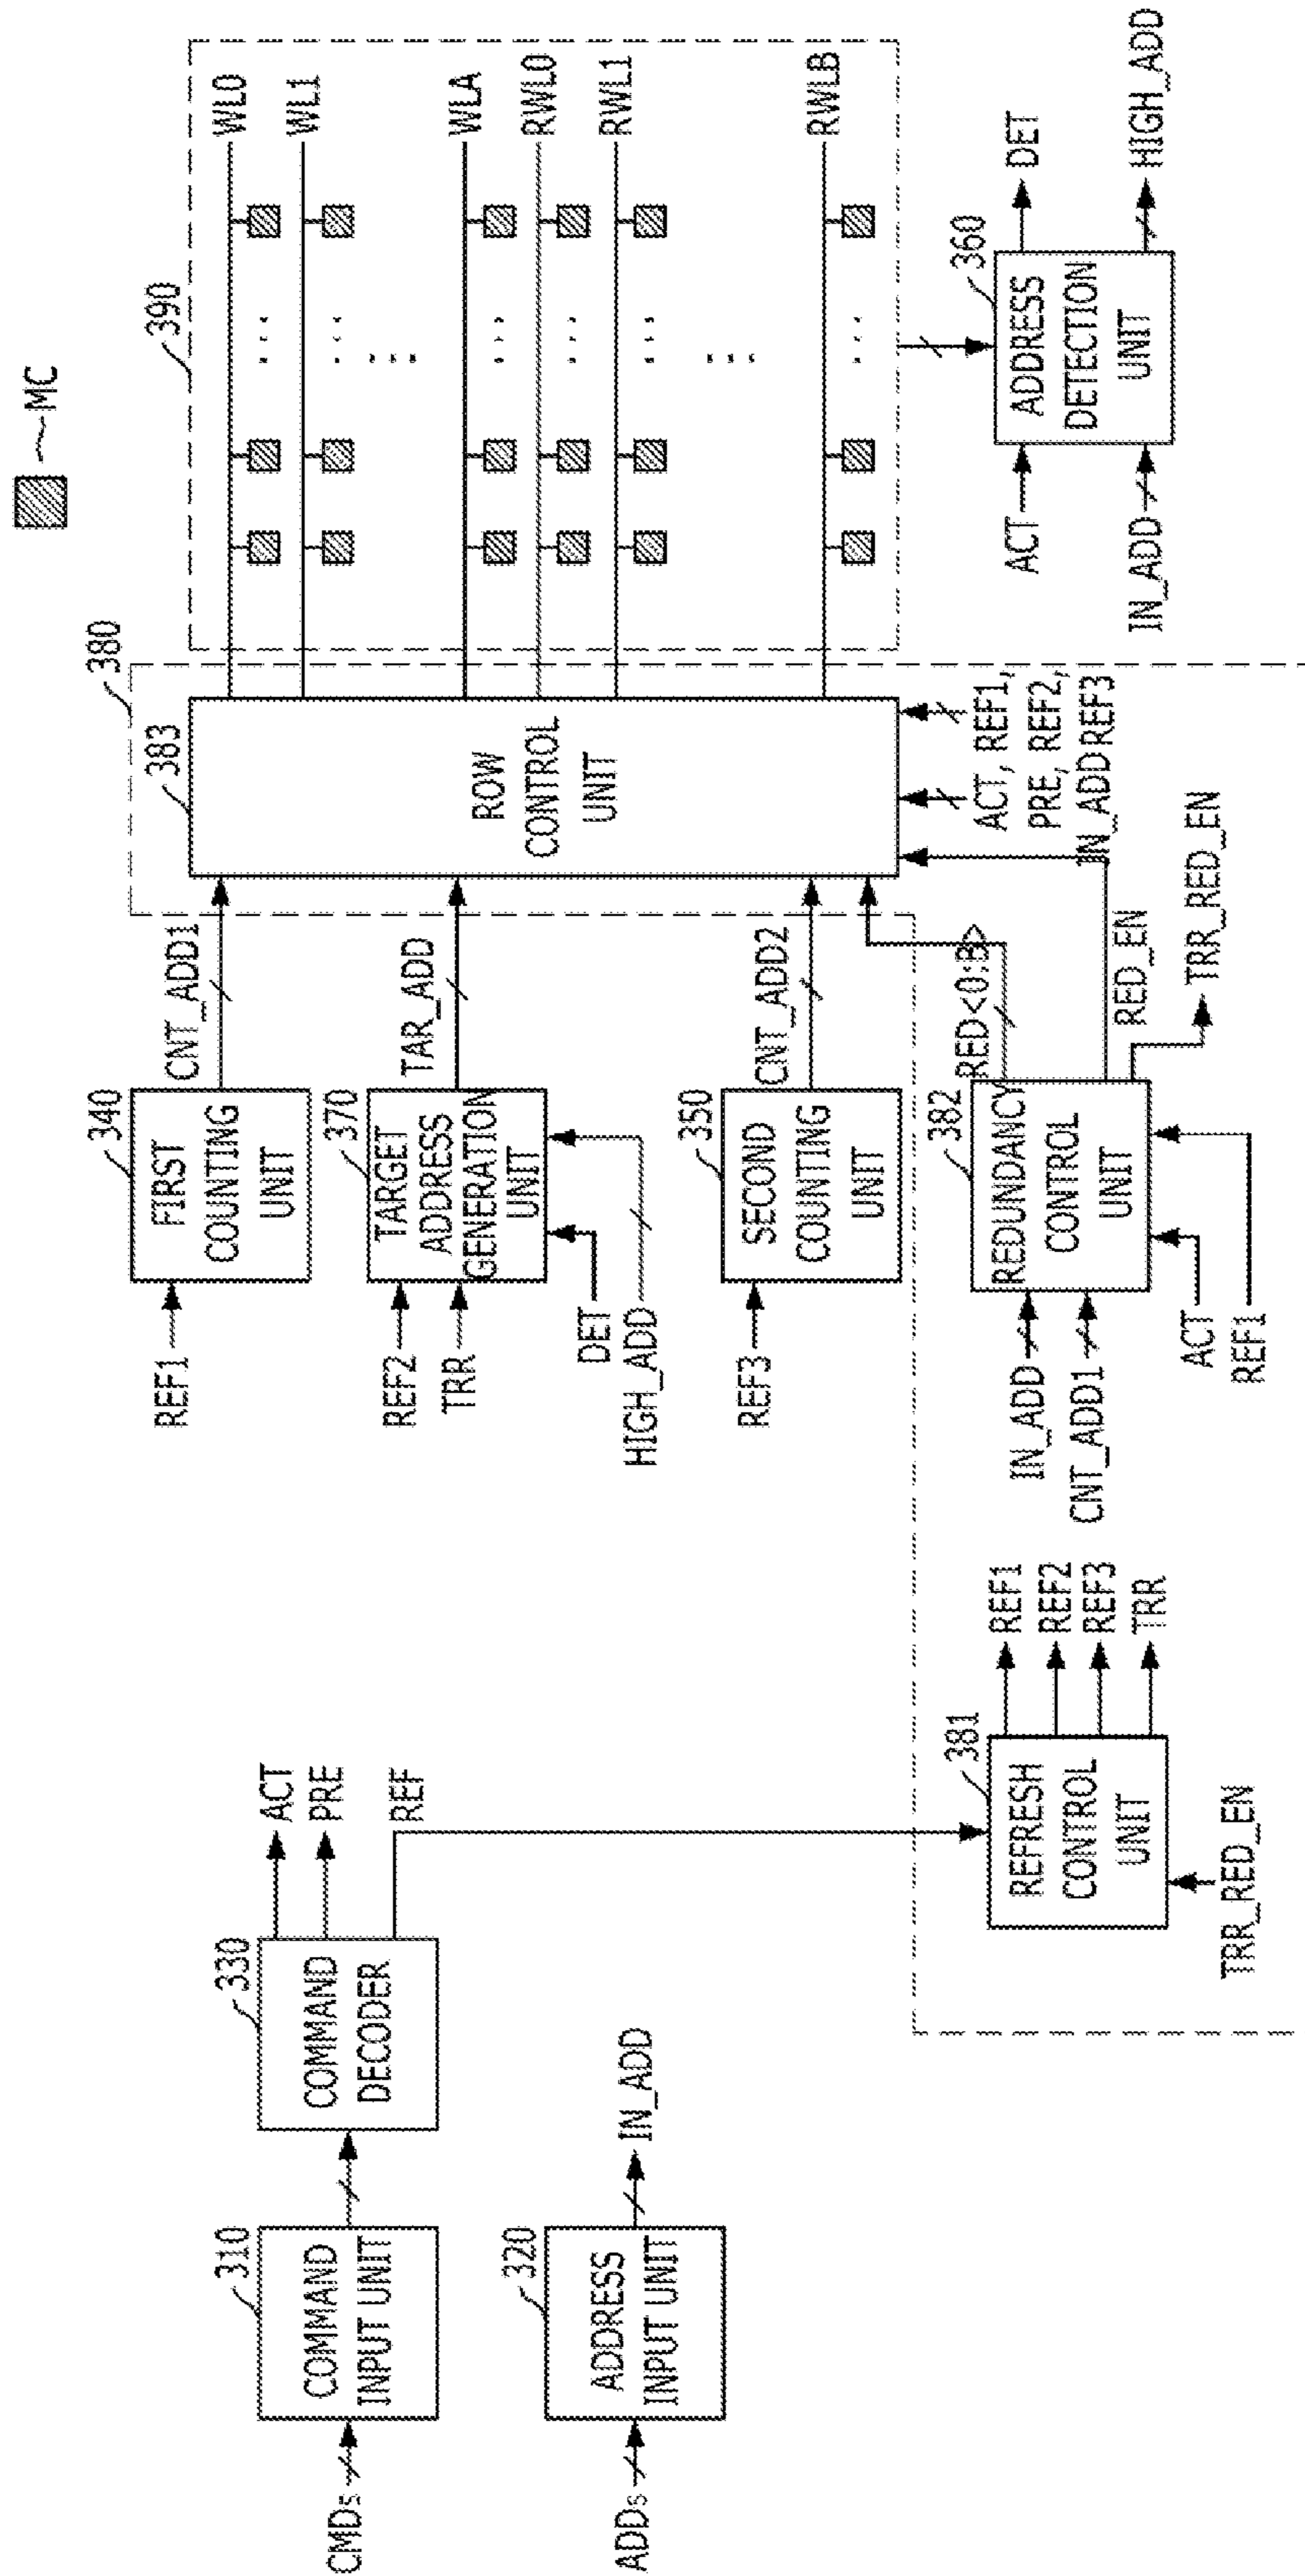 MC
390
WL0
WL1
WLA
RWL0
RWL1
RWLB
380
383
ROW
CONTROL
UNIT
ACT, REF1,
PRE, REF2,
IN_ADD REF3
ACT
IN_ADD
360
ADDRESS
DETECTION
UNIT
DET
HIGH_ADD
REF1
340
FIRST
COUNTING
UNIT
CNT_ADD1
REF2
TRR
370
TARGET
ADDRESS
GENERATION
UNIT
TAR_ADD
DET
HIGH_ADD
REF3
350
SECOND
COUNTING
UNIT
CNT_ADD2
IN_ADD
CNT_ADD1
382
REDUNDANCY
CONTROL
UNIT
RED<0:B>
RED_EN
TRR_RED_EN
ACT
REF1
CMDs
310
COMMAND
INPUT UNIT
330
COMMAND
DECODER
ACT
PRE
REF
ADDs
320
ADDRESS
INPUT UNIT
IN_ADD
381
REFRESH
CONTROL
UNIT
REF1
REF2
REF3
TRR
TRR_RED_EN